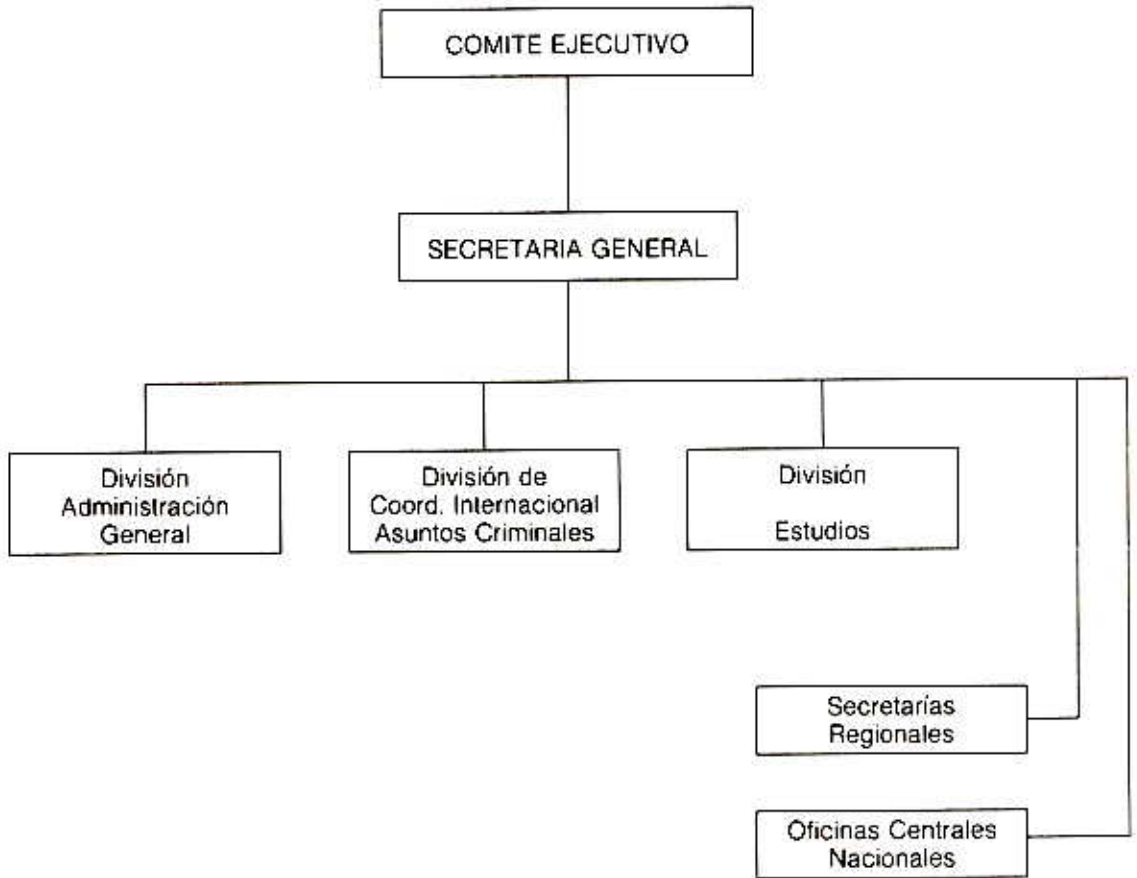 COMITE EJECUTIVO
SECRETARIA GENERAL
División
Administración
General
División de
Coord. Internacional
Asuntos Criminales
División
Estudios
Secretarías
Regionales
Oficinas Centrales
Nacionales